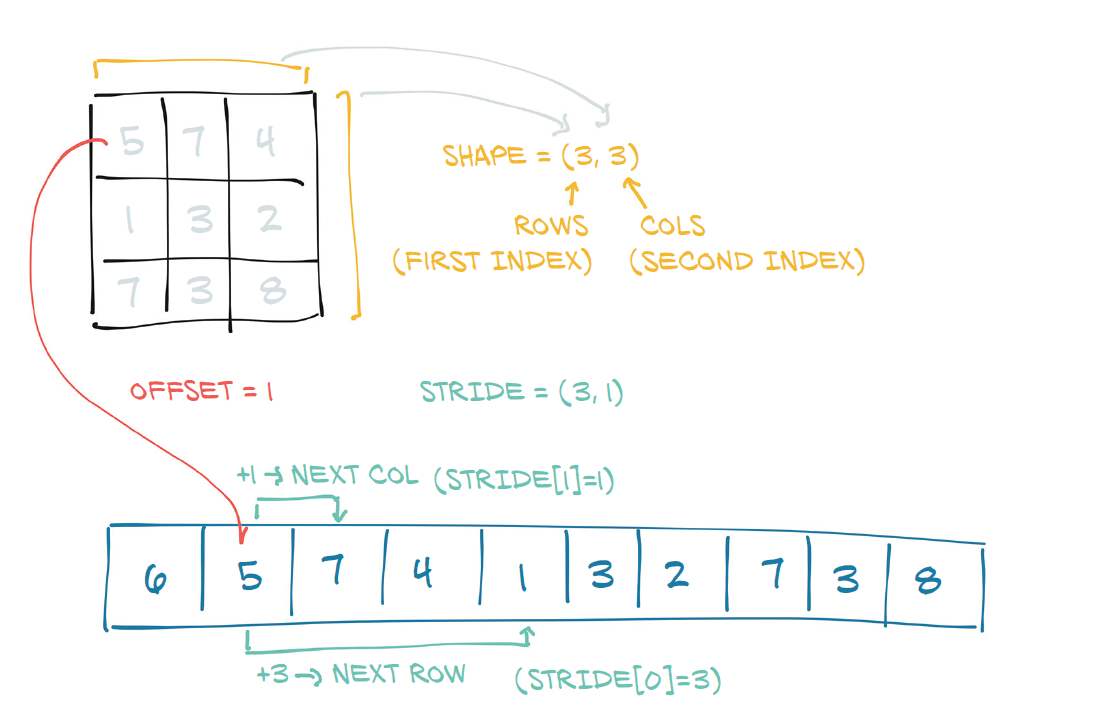 5 7 4
1 3 2
7 3 8
SHAPE = (3, 3)
ROWS COLS
(FIRST INDEX) (SECOND INDEX)
OFFSET = 1
STRIDE = (3, 1)
+1 → NEXT COL (STRIDE[1]=1)
6 5 7 4 1 3 2 7 3 8
+3 → NEXT ROW (STRIDE[0]=3)